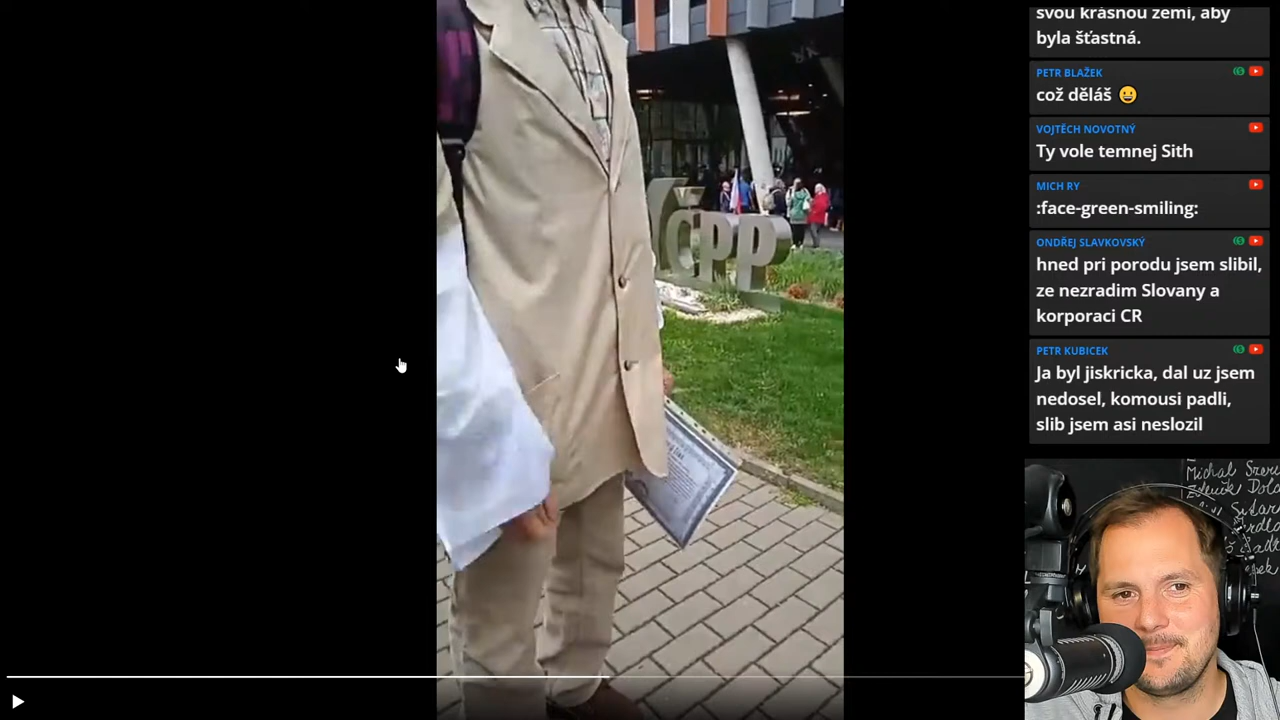 čpp
svou krásnou zemi, aby
byla šťastná.
PETR BLAŽEK
což děláš 😀
VOJTĚCH NOVOTNÝ
Ty vole temnej Sith
MICH RY
:face-green-smiling:
ONDŘEJ SLAVKOVSKÝ
hned pri porodu jsem slibil,
ze nezradim Slovany a
korporaci CR
PETR KUBICEK
Ja byl jiskricka, dal uz jsem
nedosel, komousi padli,
slib jsem asi neslozil
Michal
Zdeněk